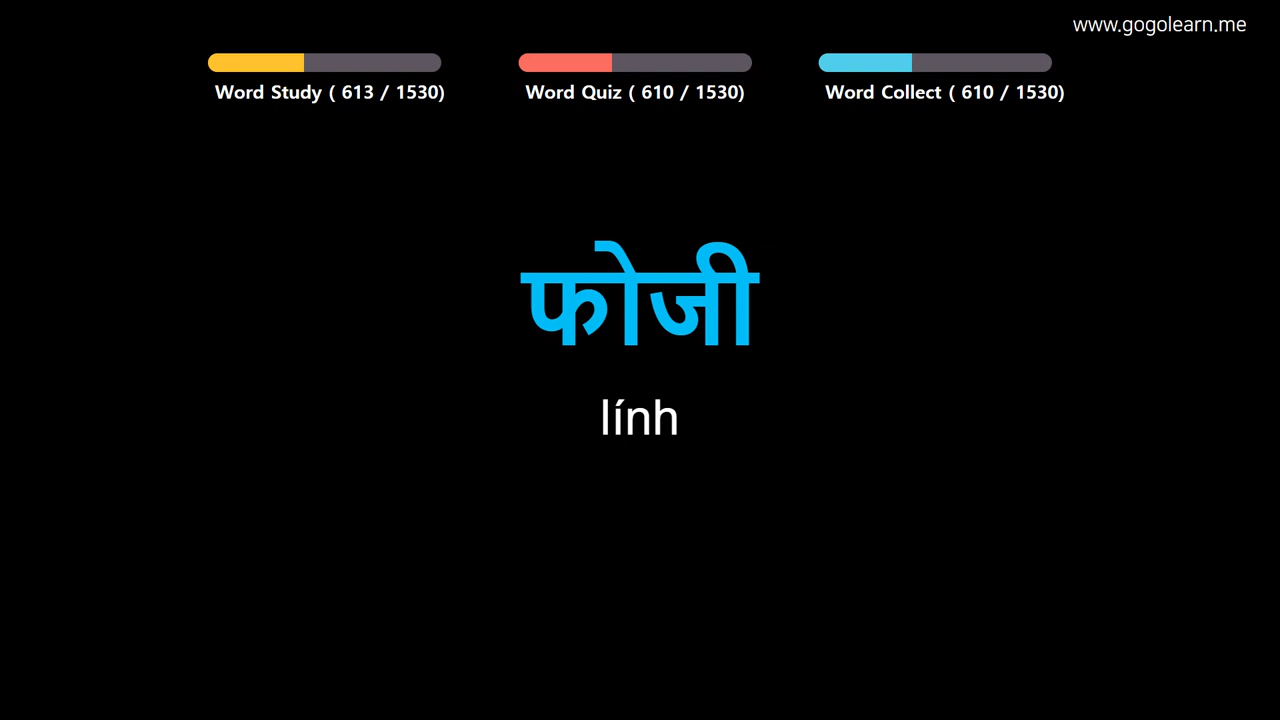 www.gogolearn.me
Word Study ( 613 / 1530)
Word Quiz ( 610 / 1530)
Word Collect ( 610 / 1530)
फोजी
lính